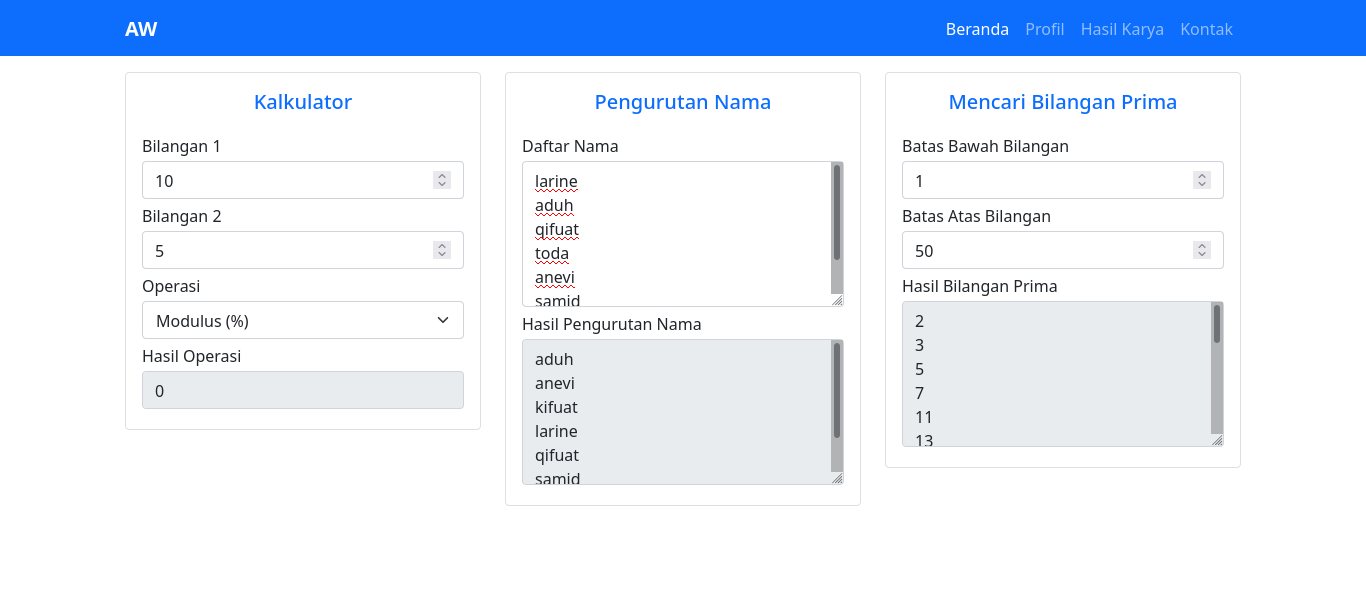 AW
Beranda Profil Hasil Karya Kontak
Kalkulator
Bilangan 1
10
Bilangan 2
5
Operasi
Modulus (%)
Hasil Operasi
0
Pengurutan Nama
Daftar Nama
larine
aduh
qifuat
toda
anevi
samid
Hasil Pengurutan Nama
aduh
anevi
kifuat
larine
qifuat
samid
Mencari Bilangan Prima
Batas Bawah Bilangan
1
Batas Atas Bilangan
50
Hasil Bilangan Prima
2
3
5
7
11
13